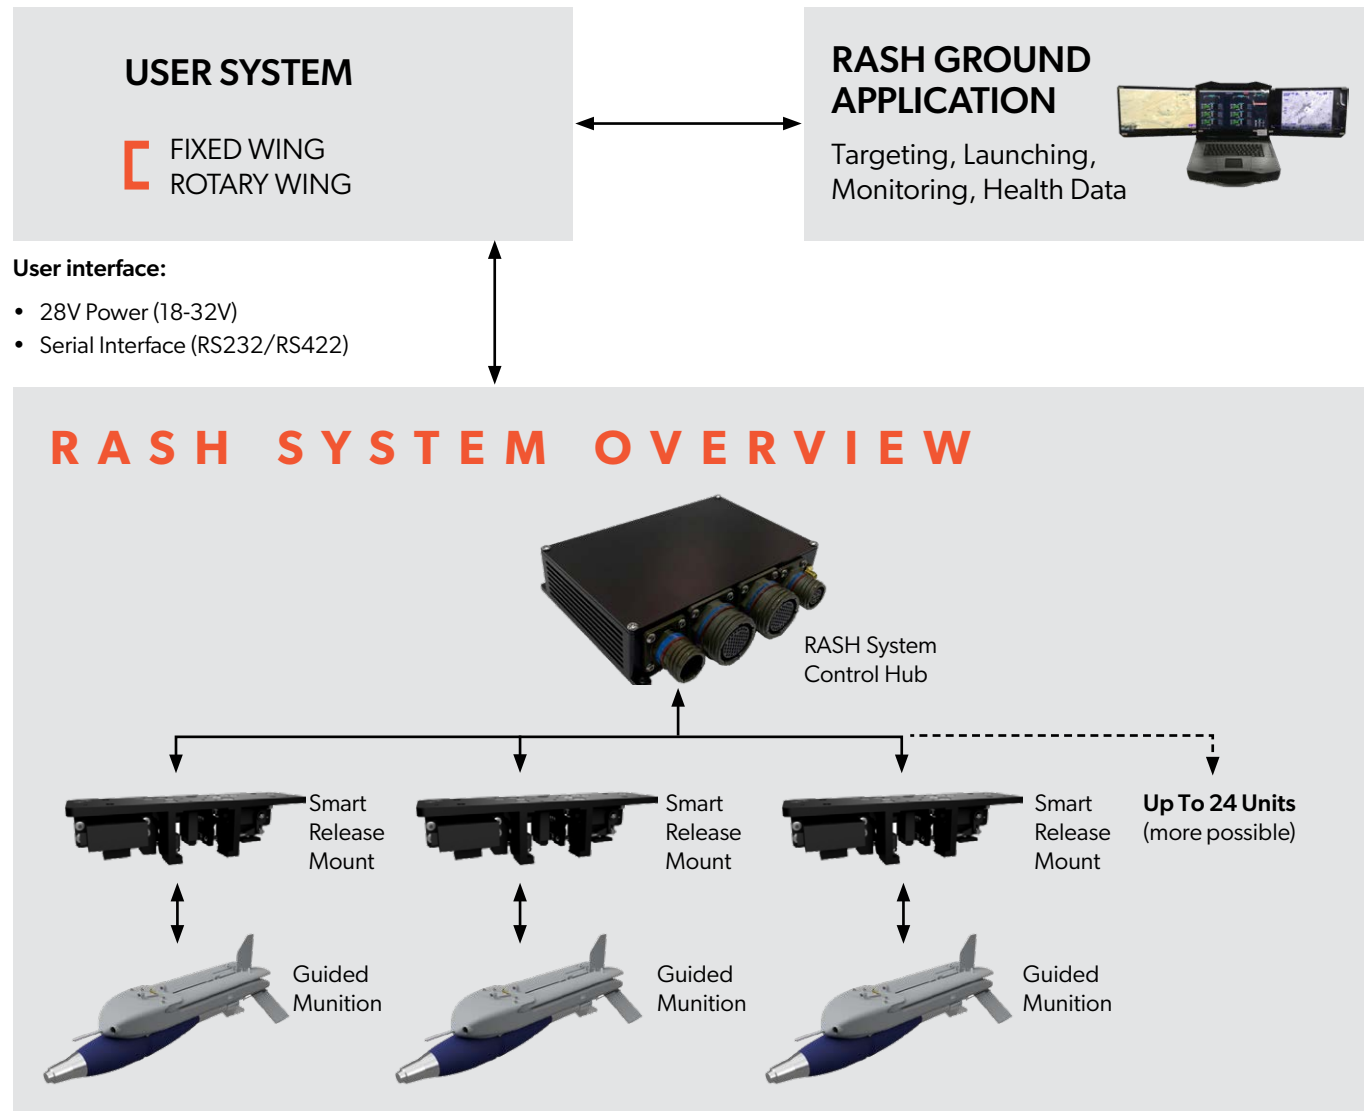 USER SYSTEM
FIXED WING
ROTARY WING
RASH GROUND
APPLICATION
Targeting, Launching,
Monitoring, Health Data
User interface:
• 28V Power (18-32V)
• Serial Interface (RS232/RS422)
RASH SYSTEM OVERVIEW
RASH System
Control Hub
Smart
Release
Mount
Smart
Release
Mount
Smart
Release
Mount
Up To 24 Units
(more possible)
Guided
Munition
Guided
Munition
Guided
Munition